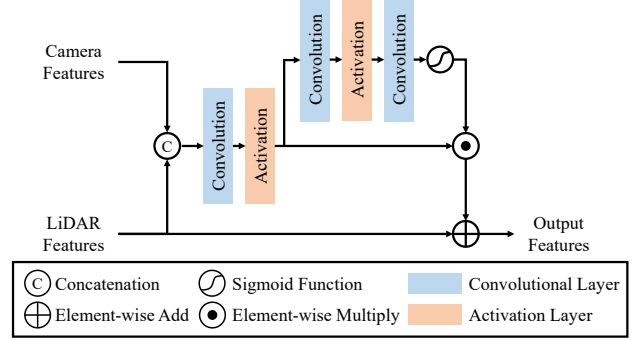 Camera
Features
C
Convolution
Activation
Convolution
Activation
Convolution
LiDAR
Features
Output
Features
C Concatenation
Sigmoid Function
Convolutional Layer
Element-wise Add
Element-wise Multiply
Activation Layer